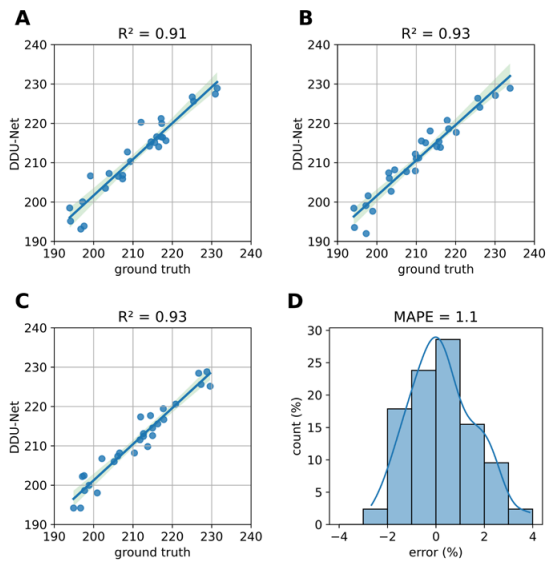 A
R² = 0.91
240
230
220
210
200
190
DDU-Net
190 200 210 220 230 240
ground truth
B
R² = 0.93
240
230
220
210
200
190
DDU-Net
190 200 210 220 230 240
ground truth
C
R² = 0.93
240
230
220
210
200
190
DDU-Net
190 200 210 220 230 240
ground truth
D
MAPE = 1.1
30
25
20
15
10
5
0
count (%)
−4 −2 0 2 4
error (%)